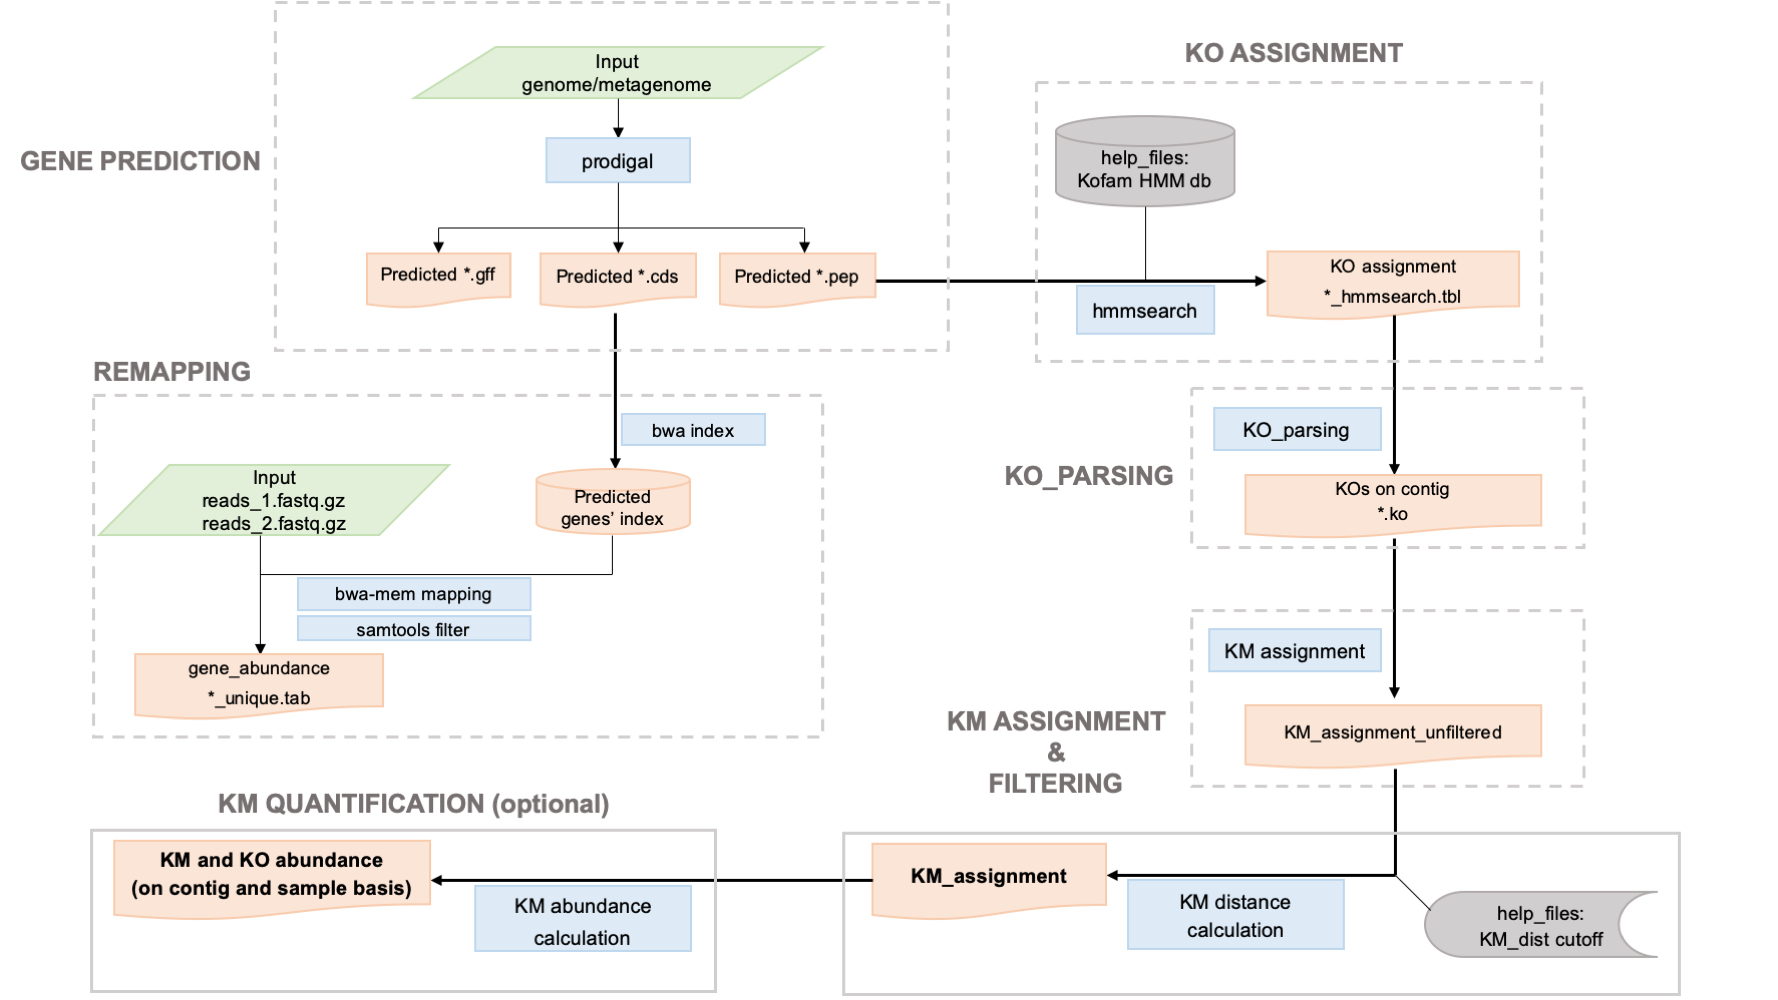 GENE PREDICTION
Input
genome/metagenome
prodigal
Predicted *.gff
Predicted *.cds
Predicted *.pep
KO ASSIGNMENT
help_files:
Kofam HMM db
hmmsearch
KO assignment
*_hmmsearch.tbl
REMAPPING
bwa index
Input
reads_1.fastq.gz
reads_2.fastq.gz
Predicted
genes’ index
bwa-mem mapping
samtools filter
gene_abundance
*_unique.tab
KO_PARSING
KO_parsing
KOs on contig
*.ko
KM ASSIGNMENT
&
FILTERING
KM assignment
KM_assignment_unfiltered
KM_assignment
KM distance
calculation
help_files:
KM_dist cutoff
KM QUANTIFICATION (optional)
KM and KO abundance
(on contig and sample basis)
KM abundance
calculation